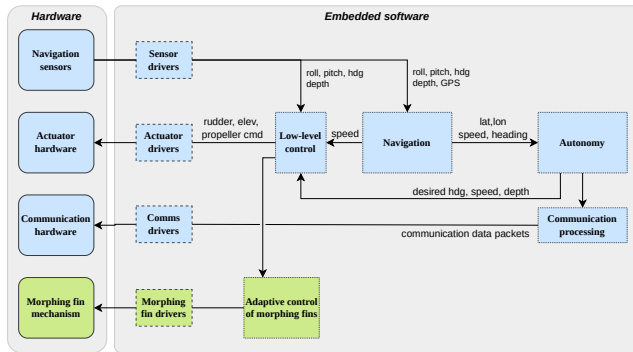 Hardware
Embedded software
Navigation
sensors
Sensor
drivers
roll, pitch, hdg
depth
roll, pitch, hdg
depth, GPS
Actuator
hardware
Actuator
drivers
rudder, elev,
propeller cmd
Low-level
control
speed
Navigation
lat,lon
speed, heading
Autonomy
desired hdg, speed, depth
Communication
hardware
Comms
drivers
communication data packets
Communication
processing
Morphing fin
mechanism
Morphing
fin drivers
Adaptive control
of morphing fins